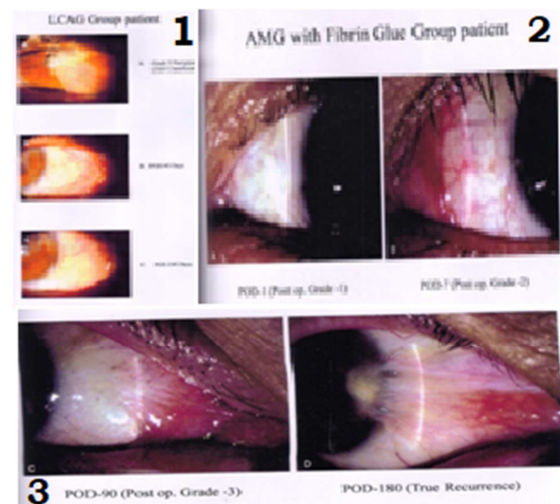 LCAG Group patient
1
AMG with Fibrin Glue Group patient
2
POD-1 (Post op. Grade -1)
POD-7 (Post op. Grade -2)
C
D
3
POD-90 (Post op. Grade -3)
POD-180 (True Recurrence)